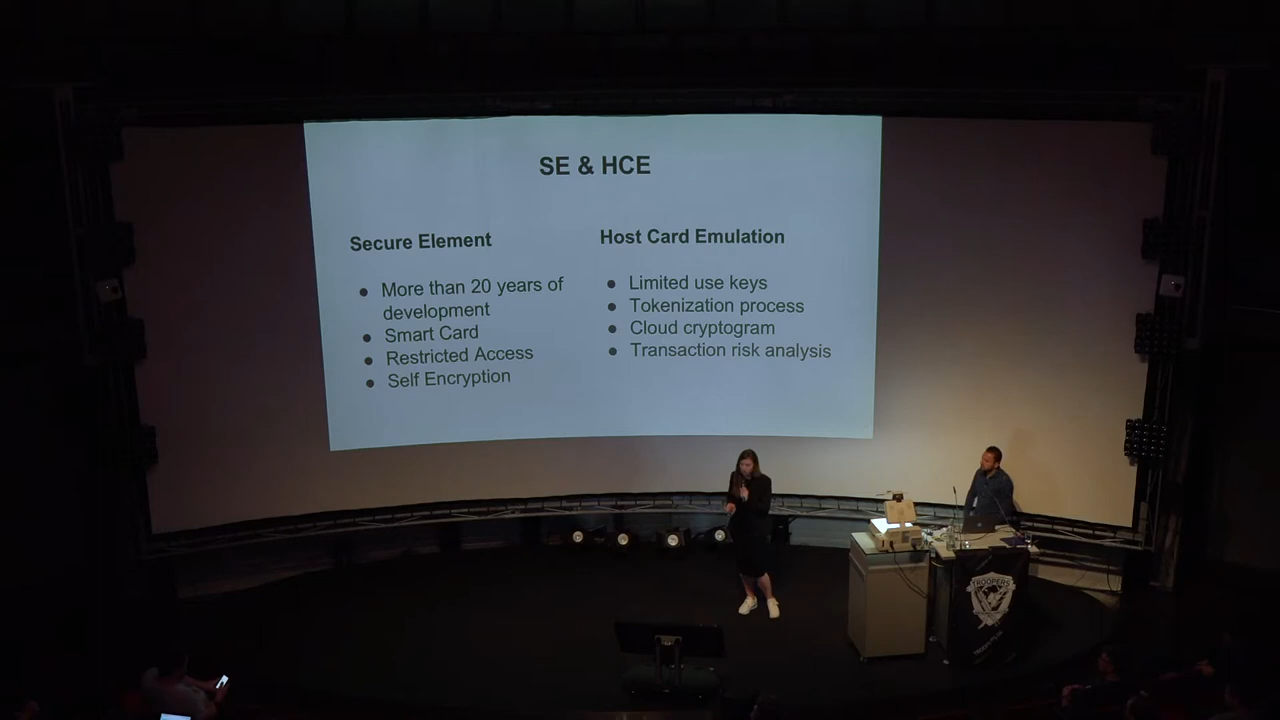 SE & HCE
Secure Element
● More than 20 years of
development
● Smart Card
● Restricted Access
● Self Encryption
Host Card Emulation
● Limited use keys
● Tokenization process
● Cloud cryptogram
● Transaction risk analysis
TROOPERS